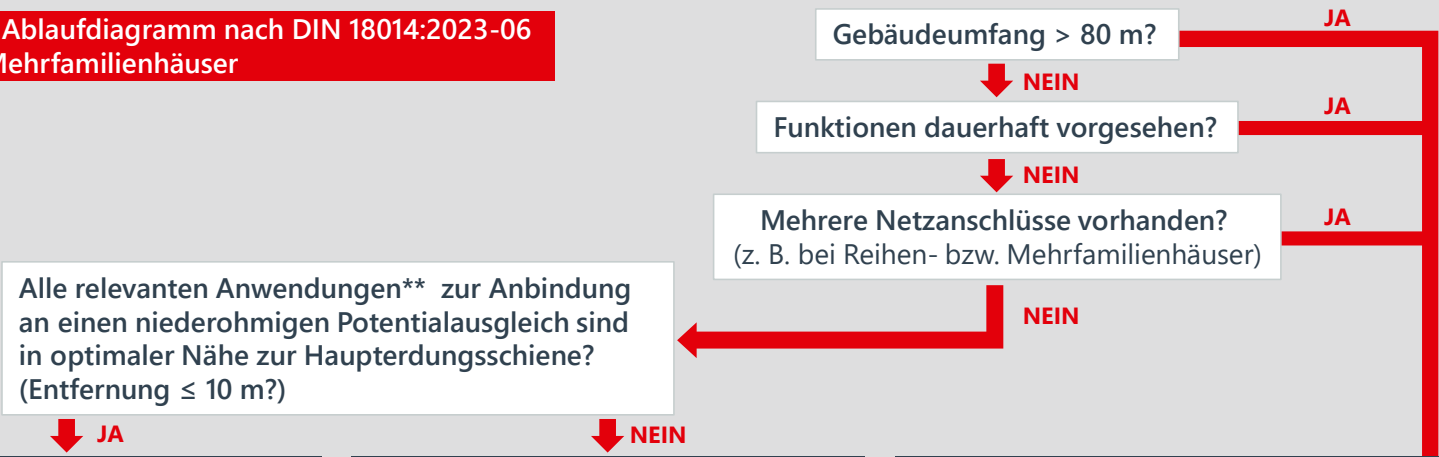 Ablaufdiagramm nach DIN 18014:2023-06
Mehrfamilienhäuser
Gebäudeumfang > 80 m?
JA
NEIN
Funktionen dauerhaft vorgesehen?
JA
NEIN
Mehrere Netzanschlüsse vorhanden?
(z. B. bei Reihen- bzw. Mehrfamilienhäuser)
JA
NEIN
Alle relevanten Anwendungen** zur Anbindung
an einen niederohmigen Potentialausgleich sind
in optimaler Nähe zur Haupterdungsschiene?
(Entfernung ≤ 10 m?)
JA
NEIN